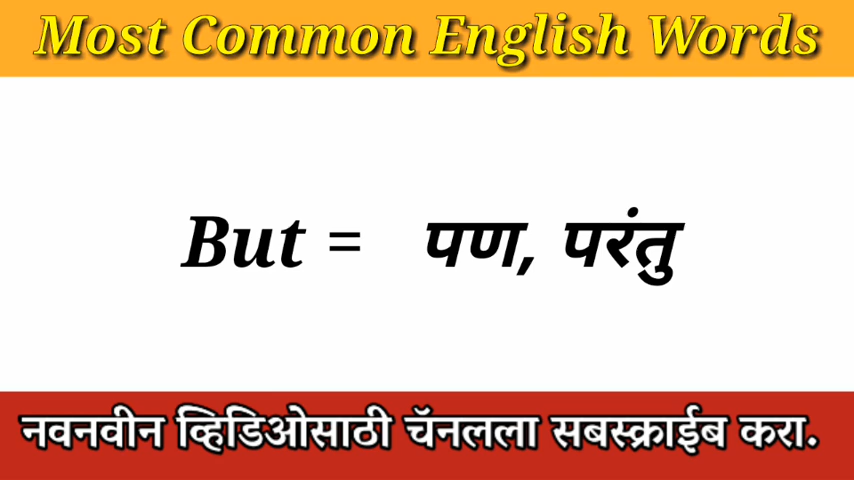 Most Common English Words
But = पण, परंतु
नवनवीन व्हिडिओसाठी चॅनलला सबस्क्राईब करा.